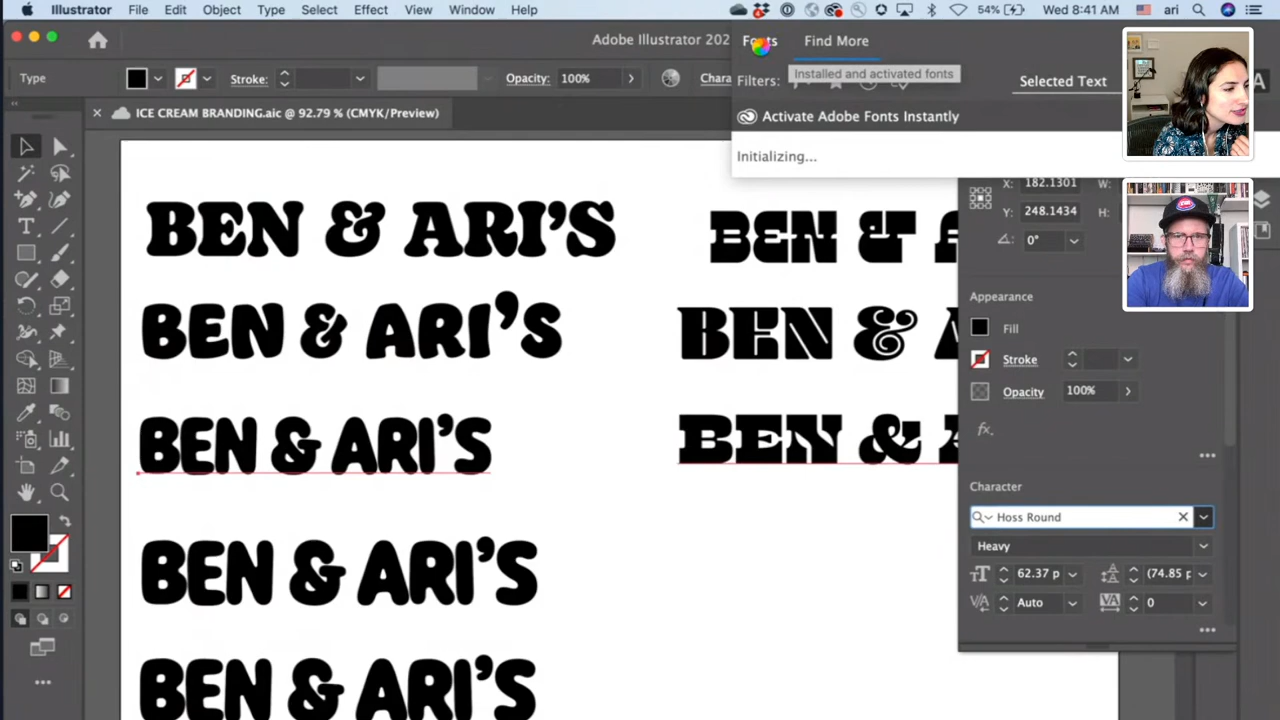 Illustrator File Edit Object Type Select Effect View Window Help 54% Wed 8:41 AM ari
Adobe Illustrator 202
Fonts Find More
Type Stroke: Opacity: 100% Chara
Installed and activated fonts
Filters: Selected Text
ICE CREAM BRANDING.aic @ 92.79 % (CMYK/Preview)
Activate Adobe Fonts Instantly
Initializing...
X: 182.1301 W:
Y: 248.1434 H:
0°
BEN & ARI'S BEN & A
Appearance
Fill
BEN & ARI'S BEN & A
Stroke
Opacity 100%
fx.
BEN & ARI'S BEN & A
Character
Hoss Round
Heavy
BEN & ARI'S
62.37 p (74.85 p
Auto 0
BEN & ARI'S